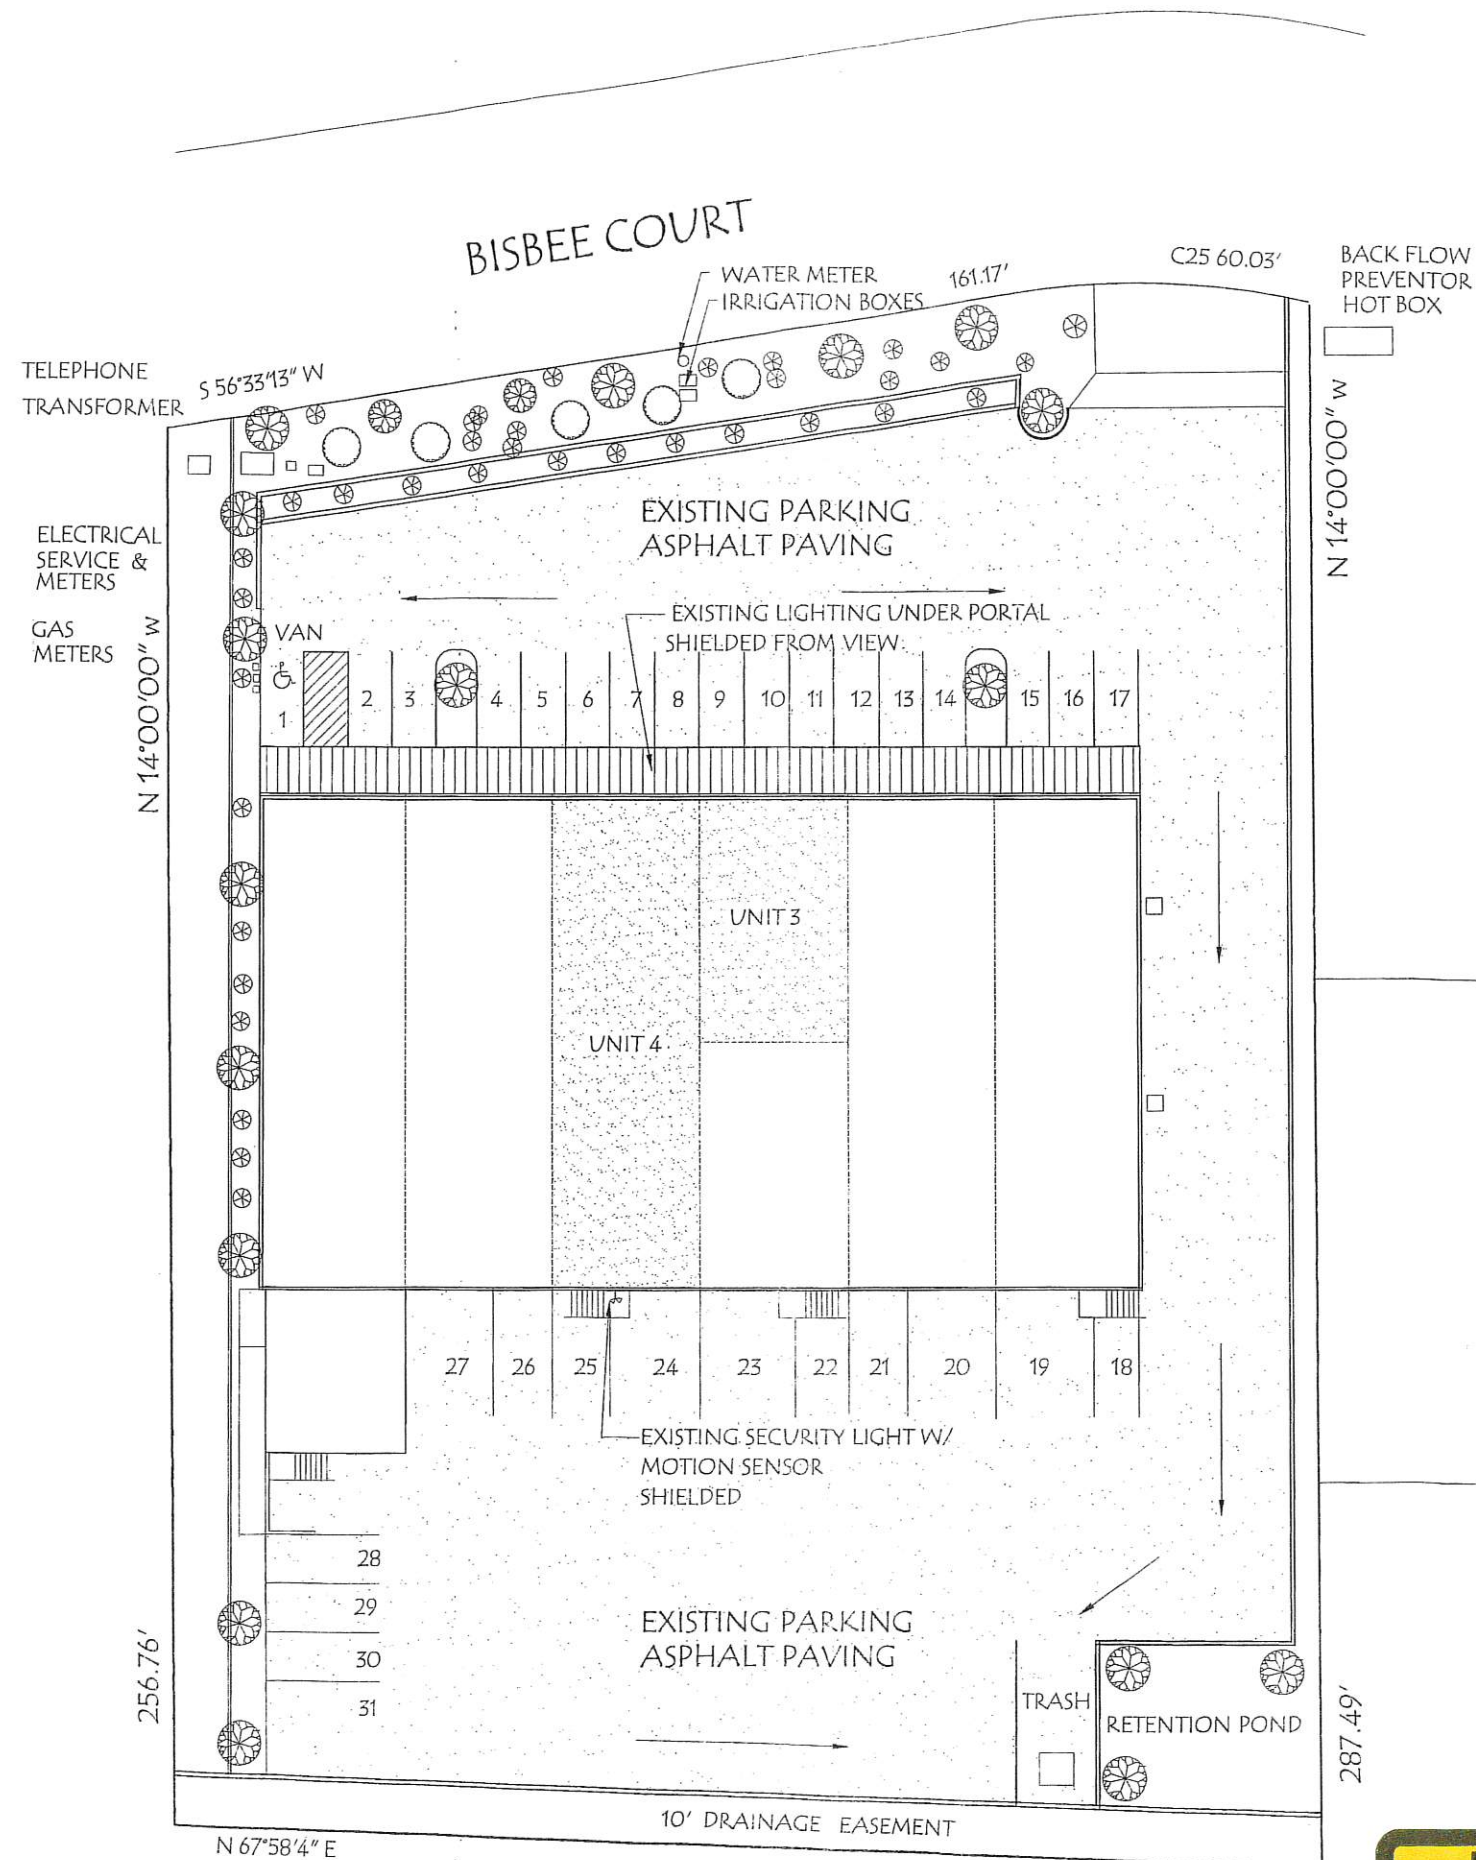 BISBEE COURT
WATER METER
IRRIGATION BOXES
161.17'
C25 60.03'
BACK FLOW
PREVENTOR
HOT BOX
TELEPHONE
TRANSFORMER
S 56°33'13" W
N 14°00'00" W
ELECTRICAL
SERVICE &
METERS
GAS
METERS
N 14°00'00" W
EXISTING PARKING
ASPHALT PAVING
EXISTING LIGHTING UNDER PORTAL
SHIELDED FROM VIEW
VAN
1 2 3 4 5 6 7 8 9 10 11 12 13 14 15 16 17
UNIT 3
UNIT 4
27 26 25 24 23 22 21 20 19 18
EXISTING SECURITY LIGHT W/
MOTION SENSOR
SHIELDED
28
29
30
31
EXISTING PARKING
ASPHALT PAVING
TRASH
RETENTION POND
256.76'
287.49'
10' DRAINAGE EASEMENT
N 67°58'4" E